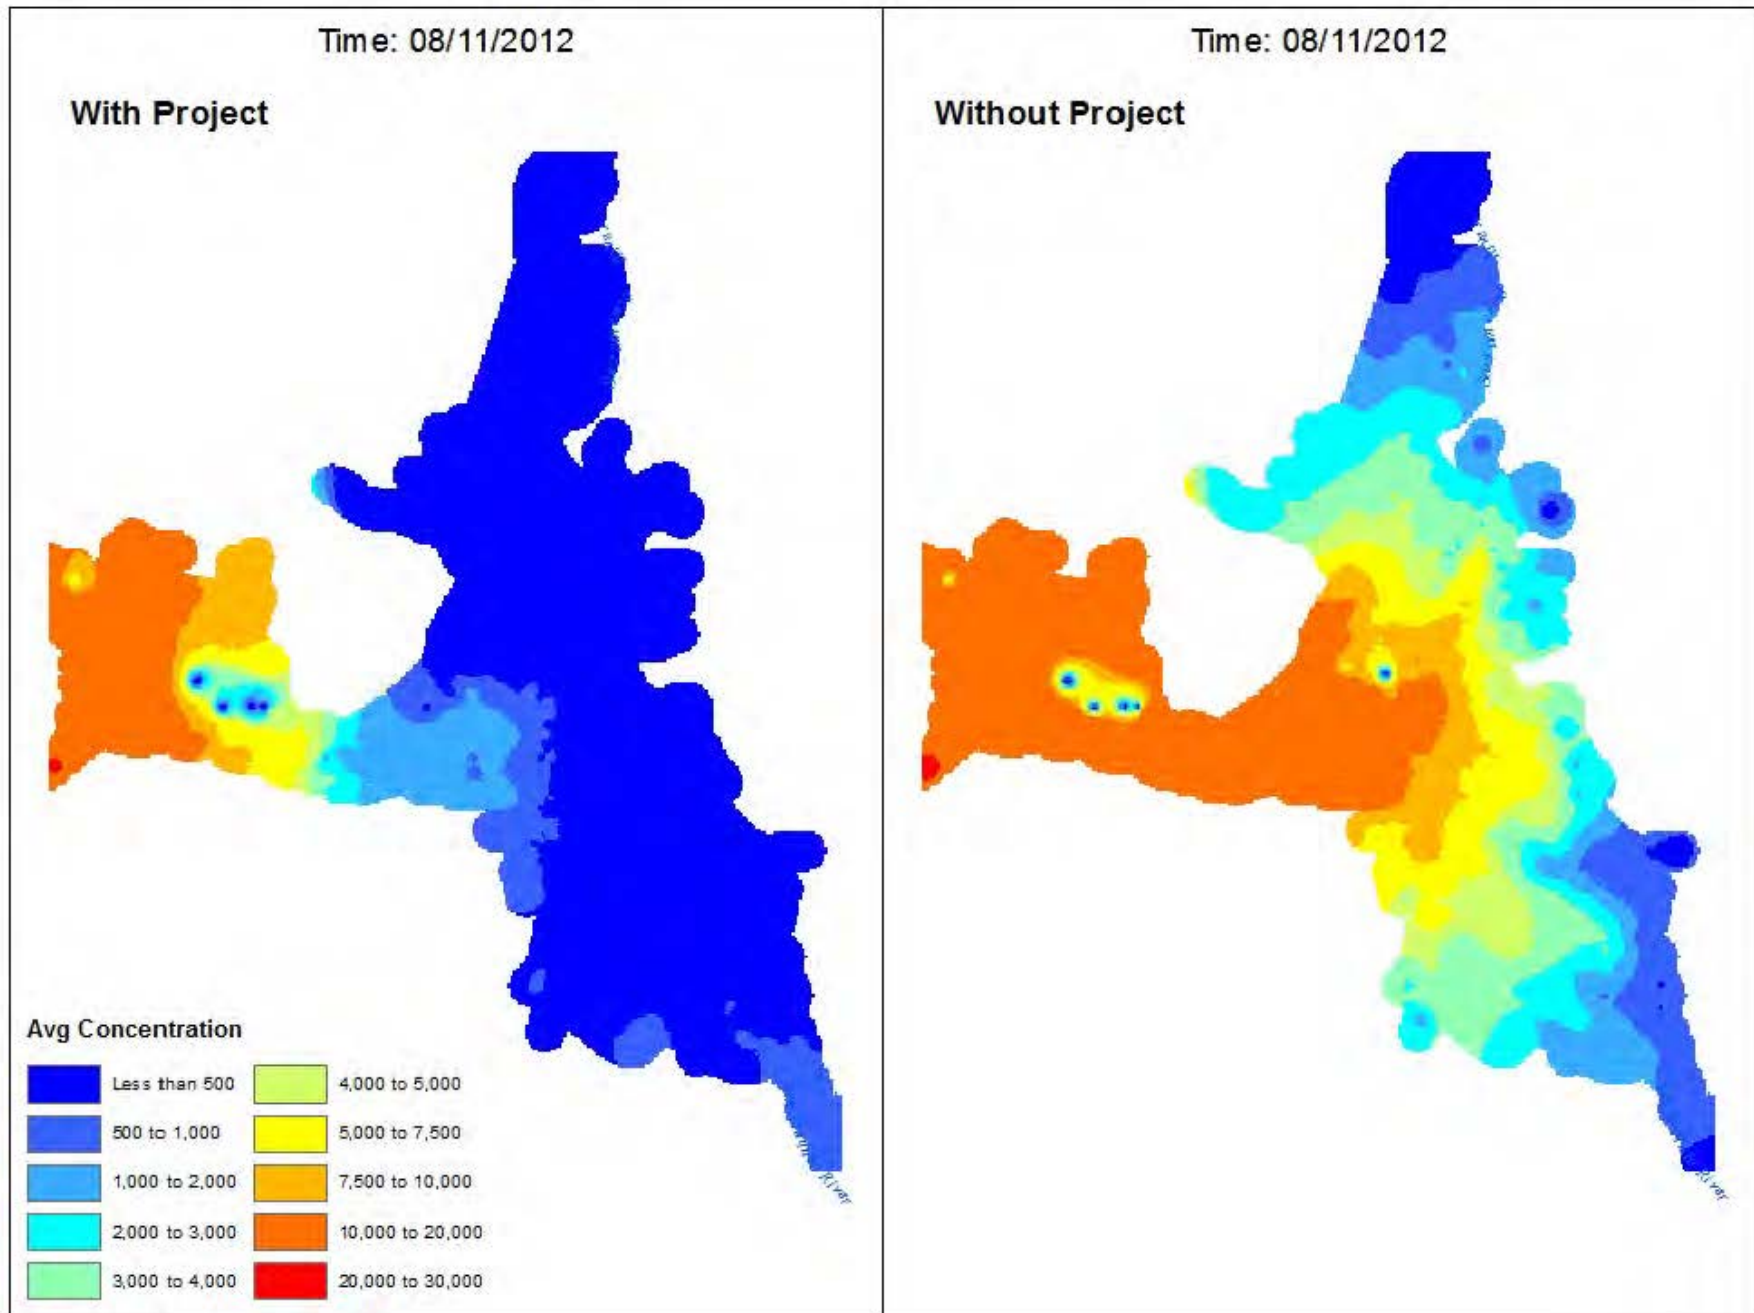 Time: 08/11/2012
With Project
Avg Concentration
Less than 500
500 to 1,000
1,000 to 2,000
2,000 to 3,000
3,000 to 4,000
4,000 to 5,000
5,000 to 7,500
7,500 to 10,000
10,000 to 20,000
20,000 to 30,000
River
Time: 08/11/2012
Without Project
River